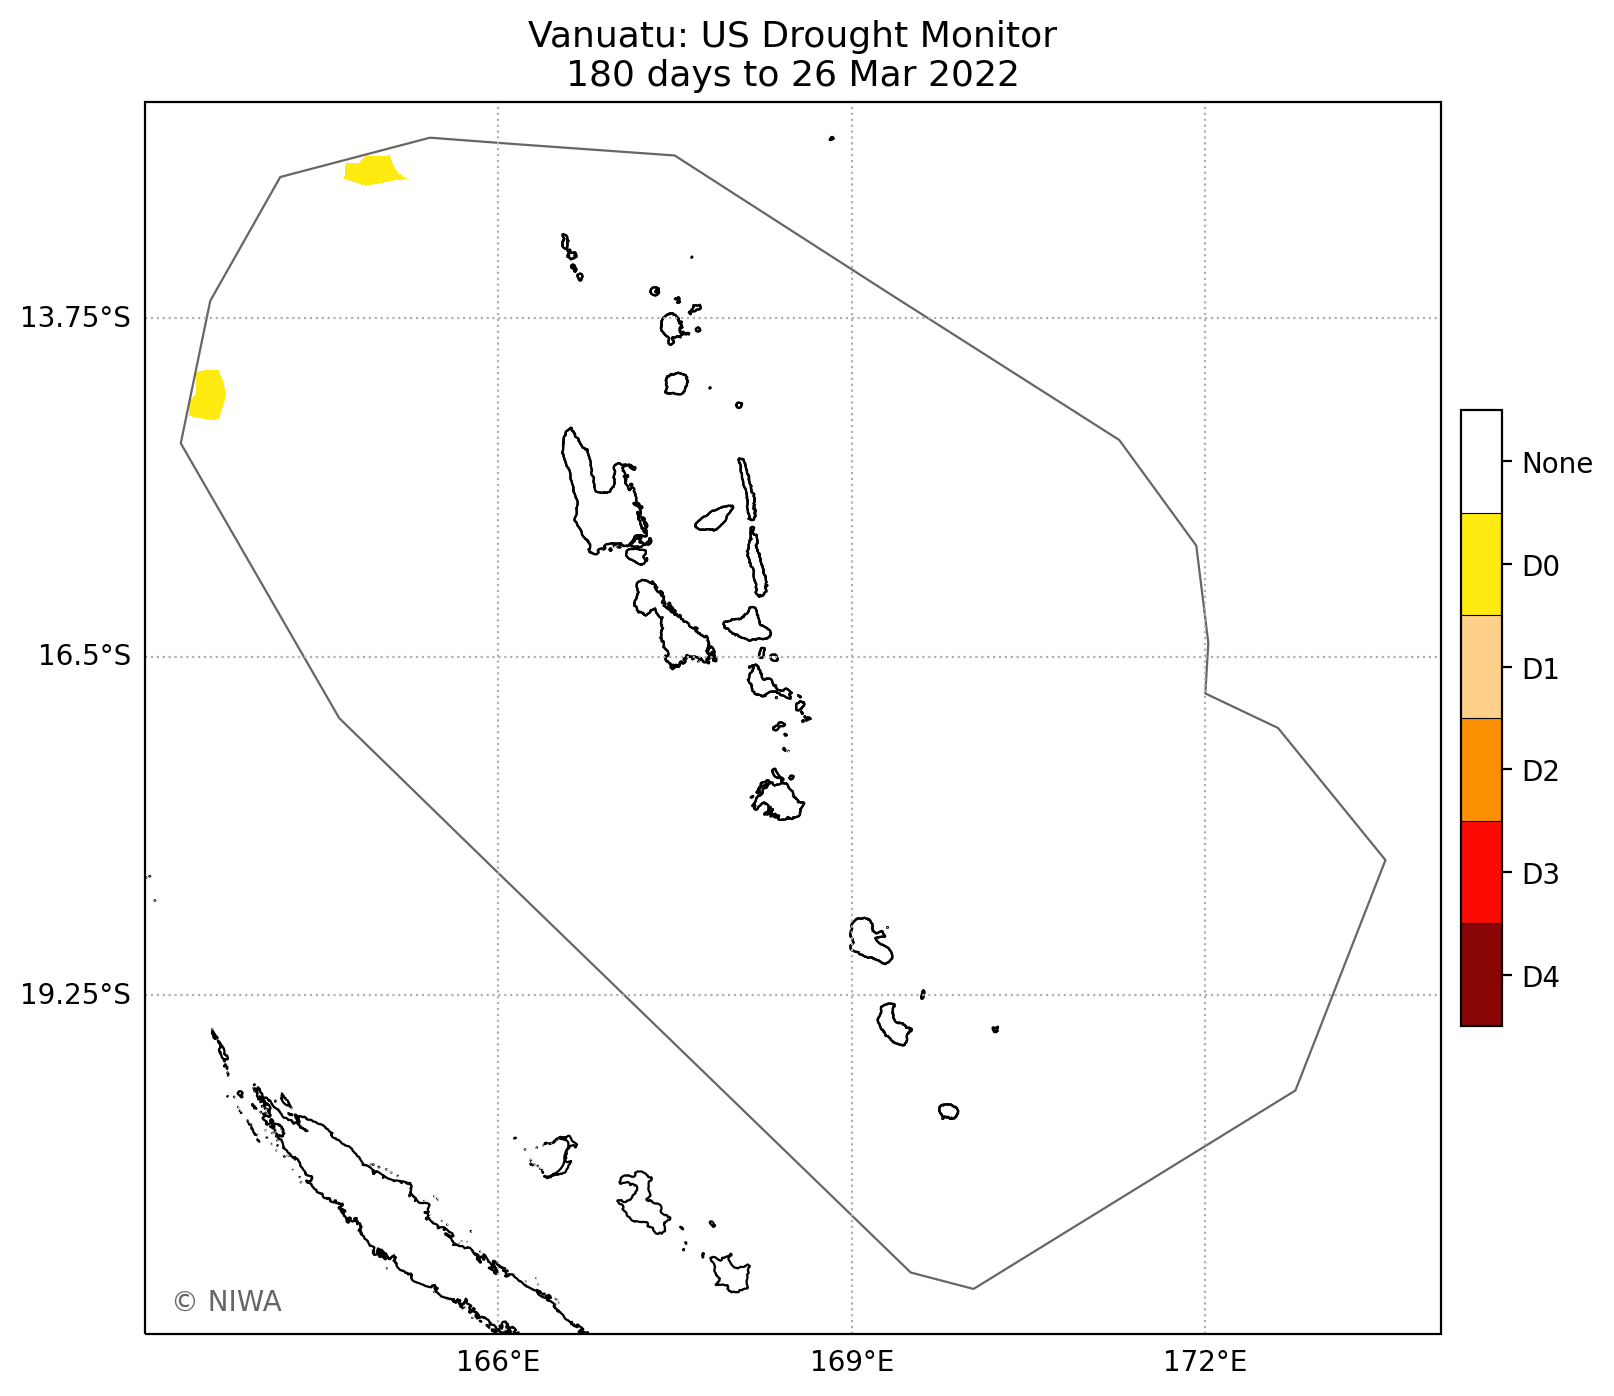 Vanuatu: US Drought Monitor
180 days to 26 Mar 2022
13.75°S
16.5°S
19.25°S
166°E
169°E
172°E
None
D0
D1
D2
D3
D4
© NIWA